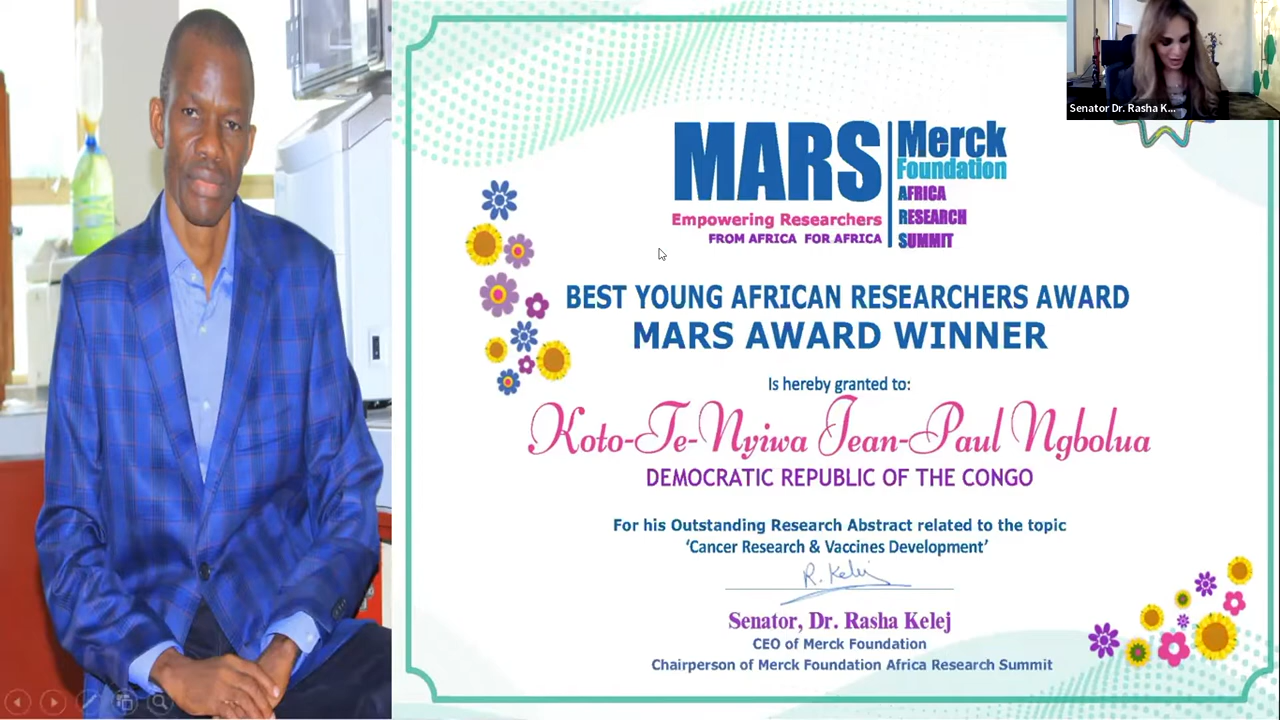 Senator Dr. Rasha K...
MARS
Merck
Foundation
AFRICA
RESEARCH
SUMMIT
Empowering Researchers
FROM AFRICA FOR AFRICA
BEST YOUNG AFRICAN RESEARCHERS AWARD
MARS AWARD WINNER
Is hereby granted to:
Koto-Te-Nyiwa Jean-Paul Ngbolua
DEMOCRATIC REPUBLIC OF THE CONGO
For his Outstanding Research Abstract related to the topic
‘Cancer Research & Vaccines Development’
R. Kelej
Senator, Dr. Rasha Kelej
CEO of Merck Foundation
Chairperson of Merck Foundation Africa Research Summit